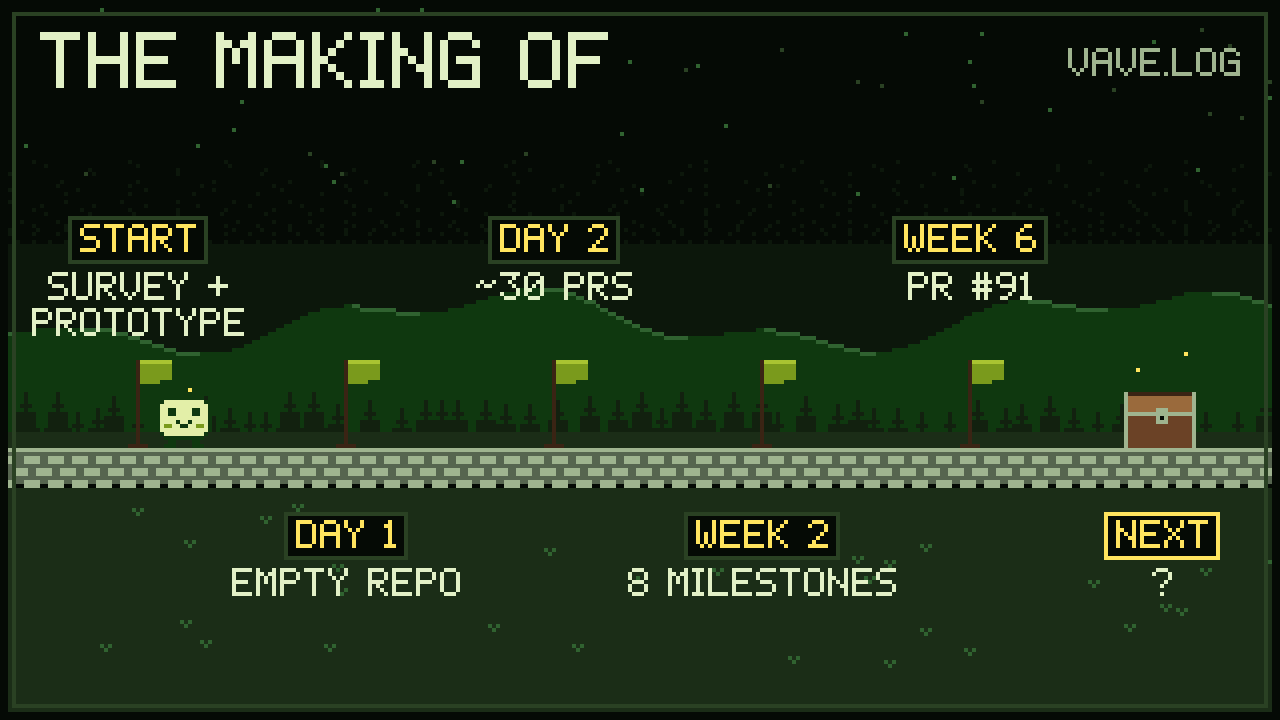 THE MAKING OF
VAVE.LOG
START
SURVEY +
PROTOTYPE
DAY 1
EMPTY REPO
DAY 2
~30 PRS
WEEK 2
8 MILESTONES
WEEK 6
PR #91
NEXT
?